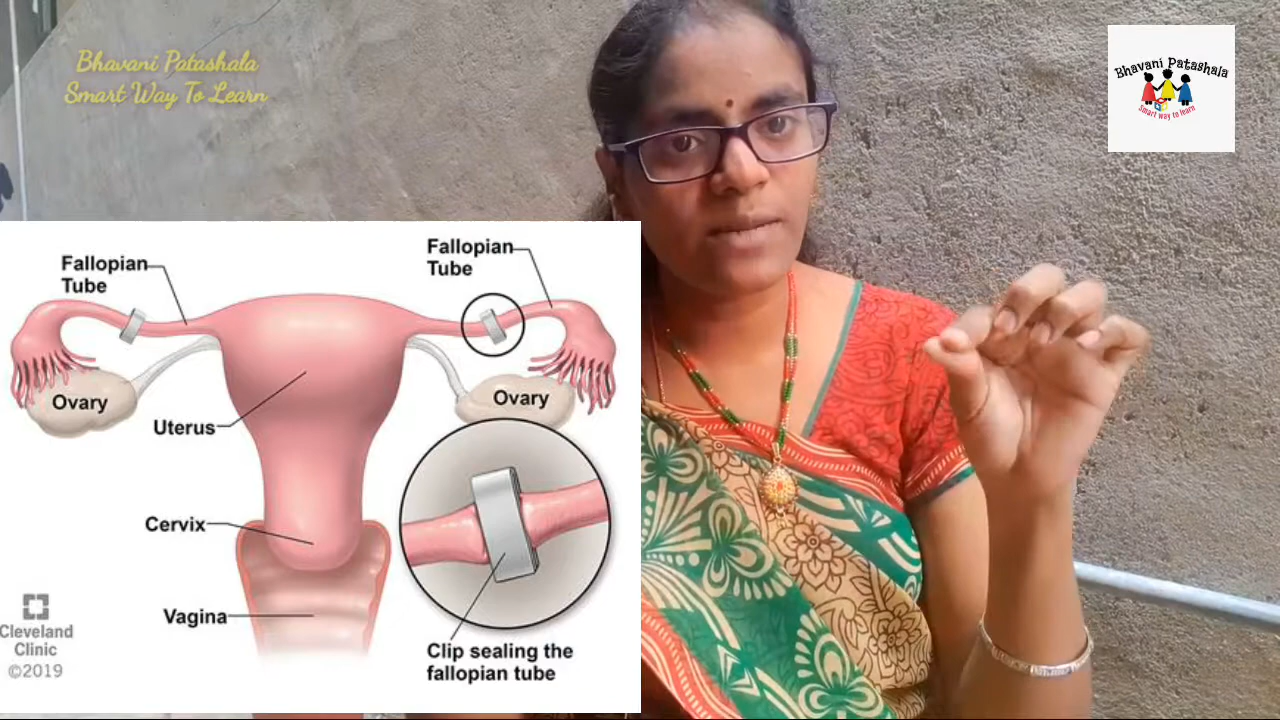 Bhavani Patashala
Smart Way To Learn
Bhavani Patashala
Smart way to learn
Fallopian
Tube
Fallopian
Tube
Ovary
Ovary
Uterus
Cervix
Vagina
Clip sealing the
fallopian tube
Cleveland
Clinic
©2019